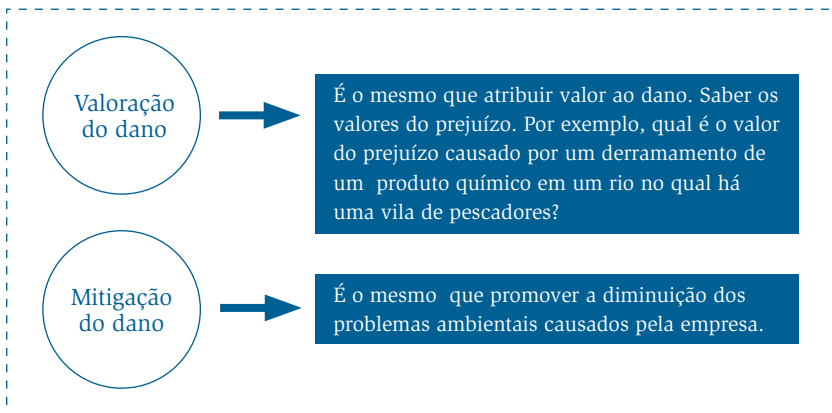 Valoração
do dano
É o mesmo que atribuir valor ao dano. Saber os
valores do prejuízo. Por exemplo, qual é o valor
do prejuízo causado por um derramamento de
um produto químico em um rio no qual há
uma vila de pescadores?
Mitigação
do dano
É o mesmo que promover a diminuição dos
problemas ambientais causados pela empresa.